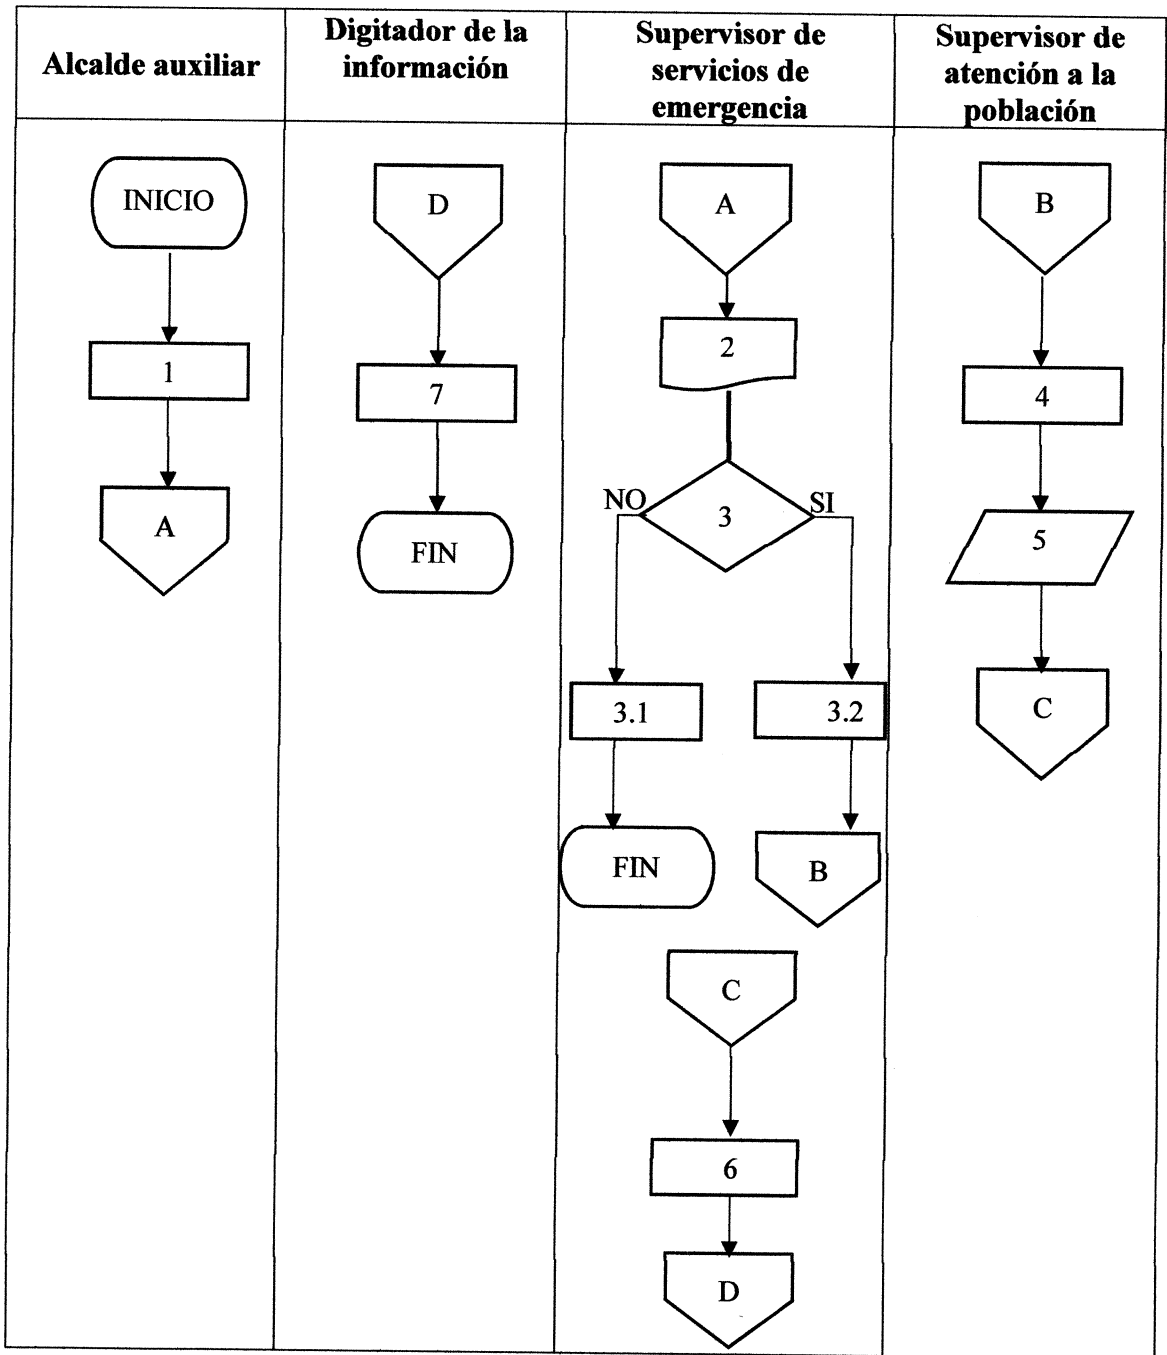 Alcalde auxiliar
Digitador de la
información
Supervisor de
servicios de
emergencia
Supervisor de
atención a la
población
INICIO
1
A
D
7
FIN
A
2
3
NO
SI
3.1
3.2
FIN
B
C
6
D
B
4
5
C